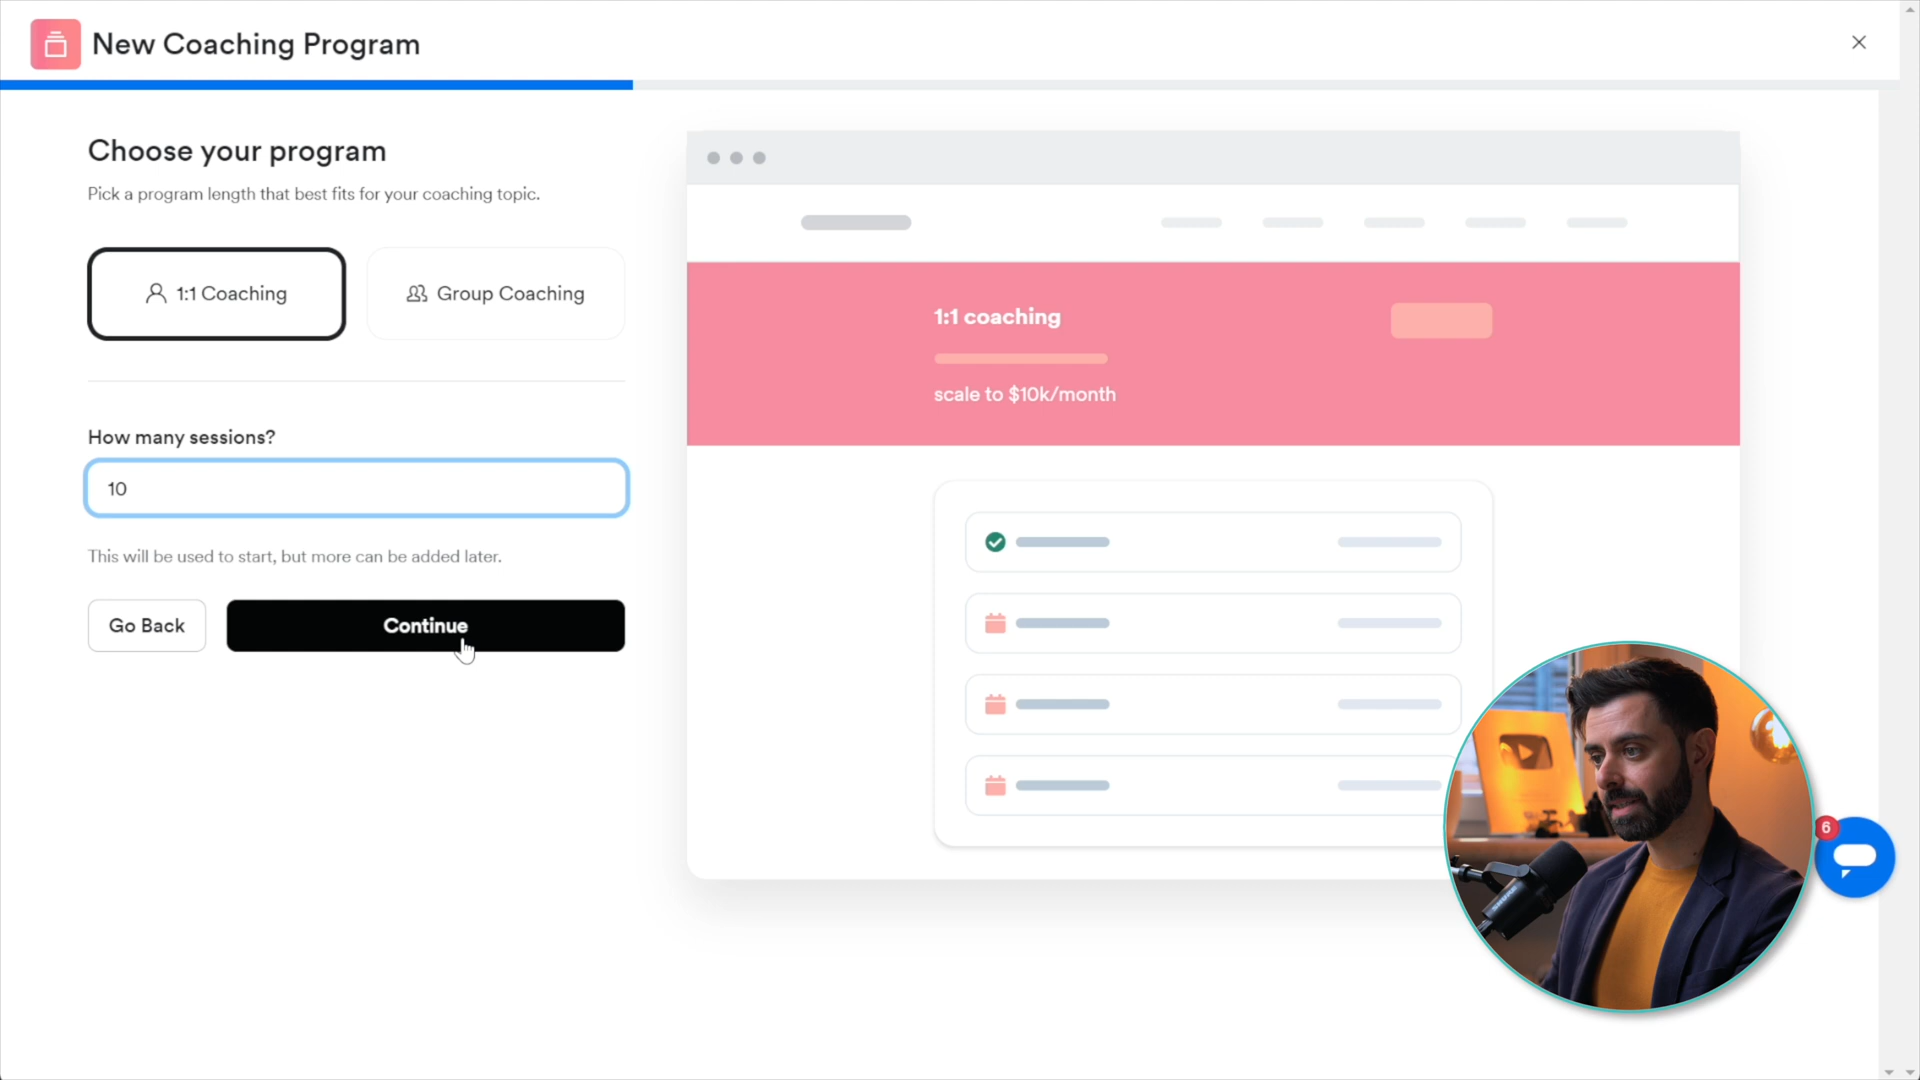 New Coaching Program
Choose your program
Pick a program length that best fits for your coaching topic.
1:1 Coaching
Group Coaching
How many sessions?
10
This will be used to start, but more can be added later.
Go Back
Continue
1:1 coaching
scale to $10k/month
SHURE
6